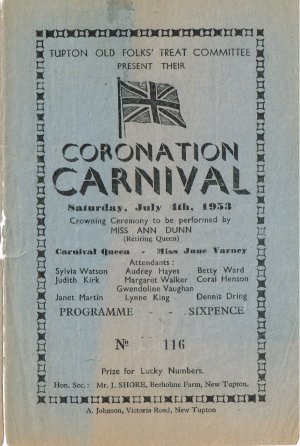 TUPTON OLD FOLKS' TREAT COMMITTEE
PRESENT THEIR
CORONATION
CARNIVAL
Saturday, July 4th, 1953
Crowning Ceremony to be performed by
MISS ANN DUNN
(Retiring Queen)
Carnival Queen - Miss June Varney
Attendants :
Sylvia Watson Audrey Hayes Betty Ward
Judith Kirk Margaret Walker Coral Henson
Gwendoline Vaughan
Janet Martin Lynne King Dennis Dring
PROGRAMME - - SIXPENCE
No 116
Prize for Lucky Numbers.
Hon. Sec: Mr. J. SHORE, Beeholme Farm, New Tupton.
A. Johnson, Victoria Road, New Tupton